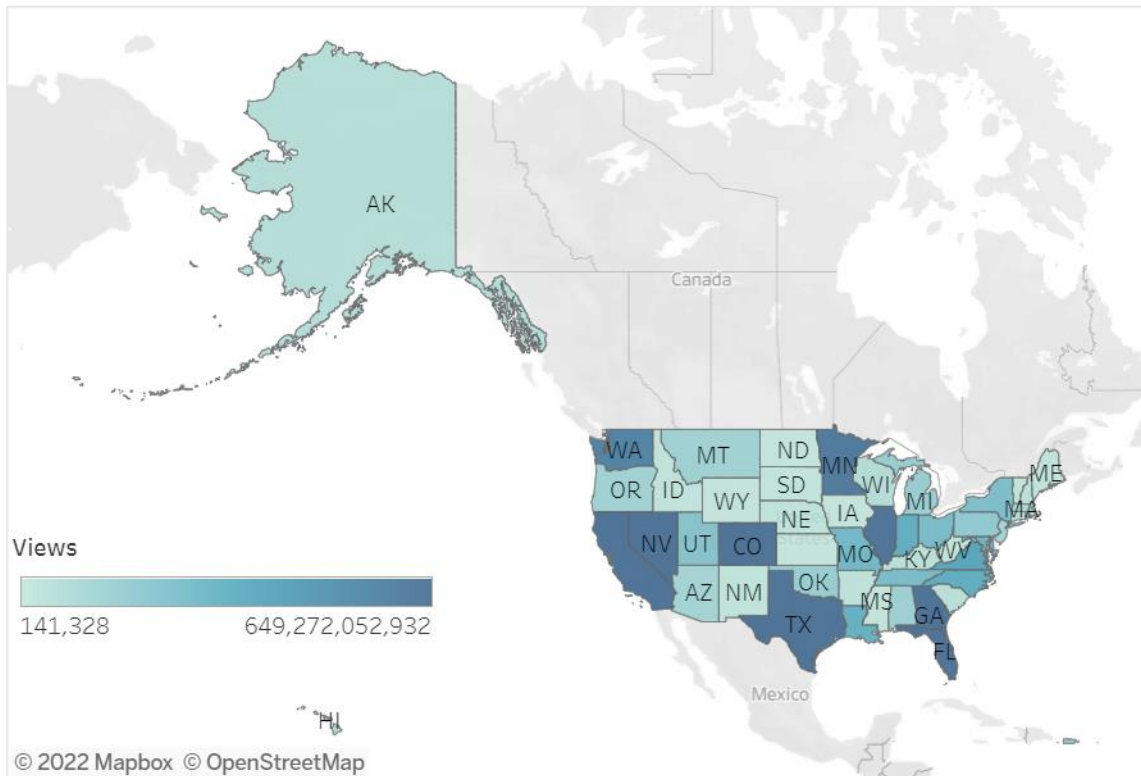 AK
Canada
WA
MT
ND
MN
ME
OR
ID
WY
SD
WI
MI
MA
NE
IA
NV
UT
CO
MO
KY
WV
AZ
NM
OK
MS
TX
GA
FL
Mexico
HI
Views
141,328 649,272,052,932
© 2022 Mapbox © OpenStreetMap